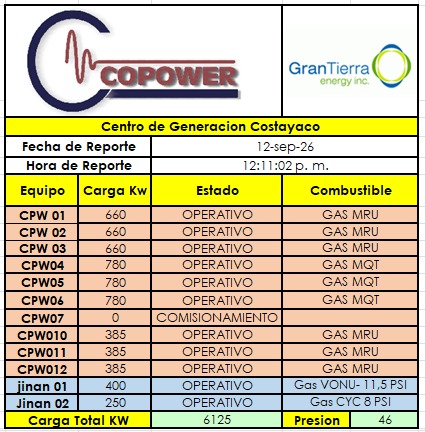 COPOWER
GranTierra
energy inc.
Centro de Generacion Costayaco
Fecha de Reporte 12-sep-26
Hora de Reporte 12:11:02 p. m.
Equipo Carga Kw Estado Combustible
CPW 01 660 OPERATIVO GAS MRU
CPW 02 660 OPERATIVO GAS MRU
CPW 03 660 OPERATIVO GAS MRU
CPW04 780 OPERATIVO GAS MQT
CPW05 780 OPERATIVO GAS MQT
CPW06 780 OPERATIVO GAS MQT
CPW07 0 COMISIONAMIENTO
CPW010 385 OPERATIVO GAS MRU
CPW011 385 OPERATIVO GAS MRU
CPW012 385 OPERATIVO GAS MRU
jinan 01 400 OPERATIVO Gas VONU- 11,5 PSI
Jinan 02 250 OPERATIVO Gas CYC 8 PSI
Carga Total KW 6125 Presion 46